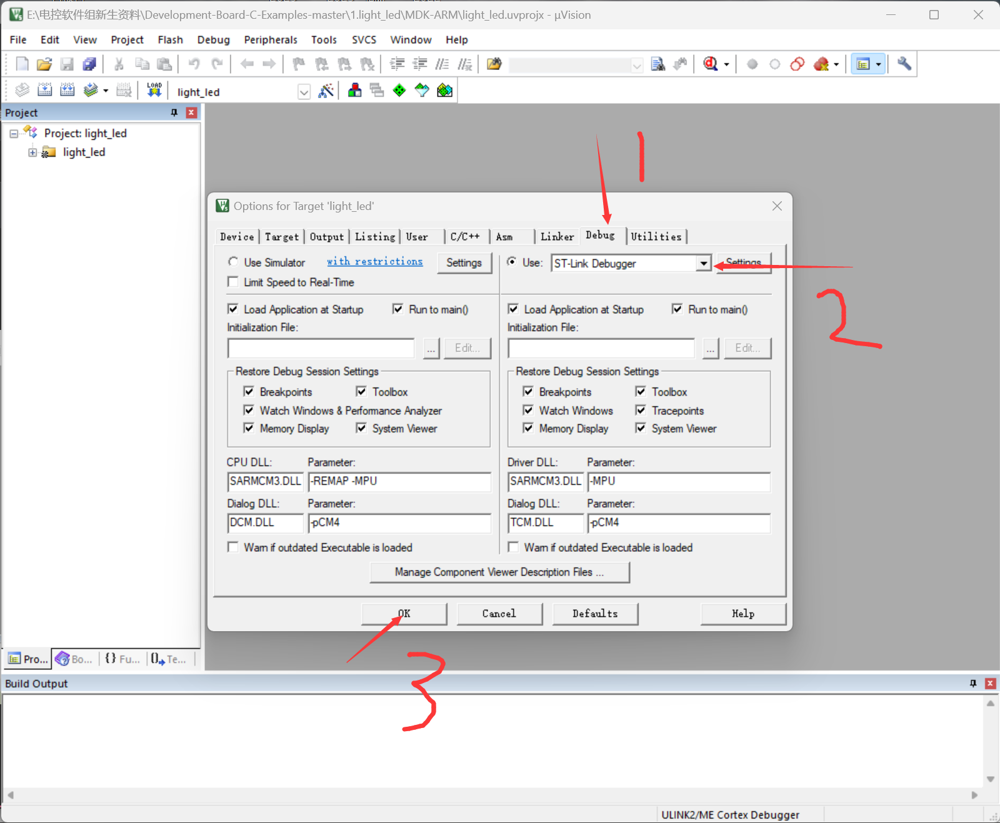 E:\电控软件组新生资料\Development-Board-C-Examples-master\1.light_led\MDK-ARM\light_led.uvprojx - µVision
File Edit View Project Flash Debug Peripherals Tools SVCS Window Help
LOAD light_led
Project
Project: light_led
light_led
1
Options for Target 'light_led'
Device Target Output Listing User C/C++ Asm Linker Debug Utilities
Use Simulator with restrictions Settings Use: ST-Link Debugger Settings
Limit Speed to Real-Time
2
Load Application at Startup Run to main() Load Application at Startup Run to main()
Initialization File: Initialization File:
... Edit... ... Edit...
Restore Debug Session Settings Restore Debug Session Settings
Breakpoints Toolbox Breakpoints Toolbox
Watch Windows & Performance Analyzer Watch Windows Tracepoints
Memory Display System Viewer Memory Display System Viewer
CPU DLL: Parameter: Driver DLL: Parameter:
SARMCM3.DLL -REMAP -MPU SARMCM3.DLL -MPU
Dialog DLL: Parameter: Dialog DLL: Parameter:
DCM.DLL -pCM4 TCM.DLL -pCM4
Warn if outdated Executable is loaded Warn if outdated Executable is loaded
Manage Component Viewer Description Files ...
OK Cancel Defaults Help
3
Pro... Bo... {} Fu... Te...
Build Output
ULINK2/ME Cortex Debugger